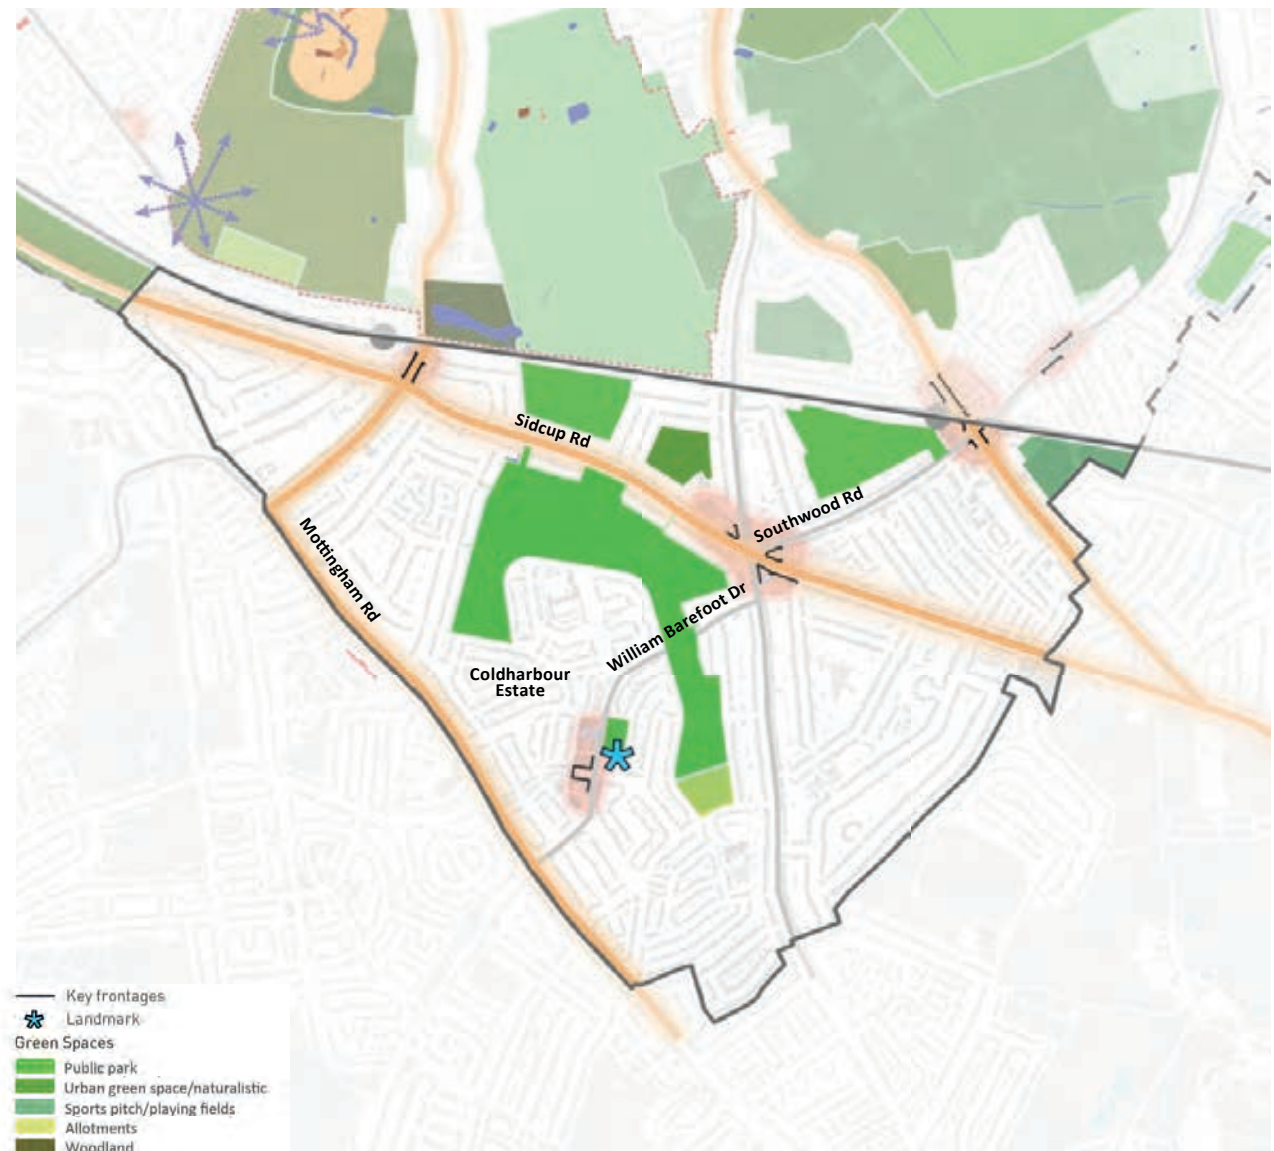 Sidcup Rd
Southwood Rd
Mottingham Rd
William Barefoot Dr
Coldharbour
Estate
Key frontages
Landmark
Green Spaces
Public park
Urban green space/naturalistic
Sports pitch/playing fields
Allotments
Woodland